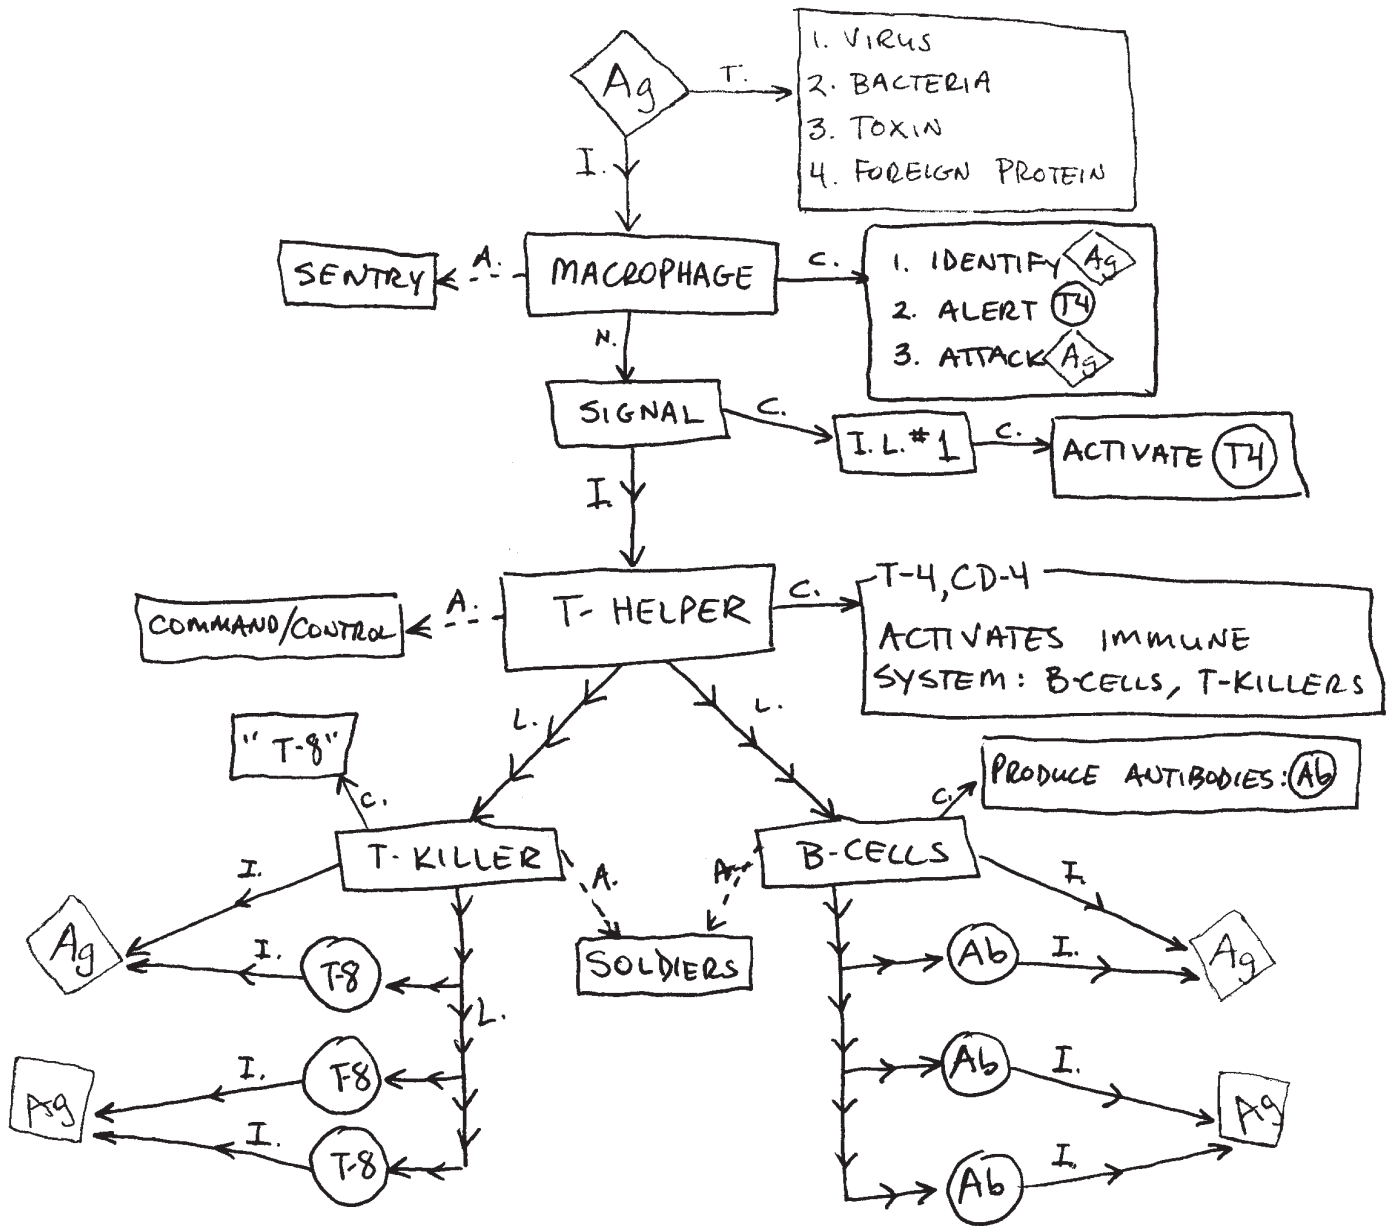 Ag
T.
1. VIRUS
2. BACTERIA
3. TOXIN
4. FOREIGN PROTEIN
I.
SENTRY
A.
MACROPHAGE
C.
1. IDENTIFY Ag
2. ALERT T4
3. ATTACK Ag
N.
SIGNAL
C.
I.L. #1
C.
ACTIVATE T4
I.
COMMAND/CONTROL
A.
T-HELPER
C.
T-4, CD-4
ACTIVATES IMMUNE
SYSTEM: B-CELLS, T-KILLERS
L.
L.
"T-8"
C.
PRODUCE ANTIBODIES: Ab
C.
T-KILLER
B-CELLS
I.
A.
A.
I.
Ag
I.
T-8
SOLDIERS
Ab
I.
Ag
L.
Ag
I.
T-8
Ab
I.
Ag
I.
T-8
Ab
I.